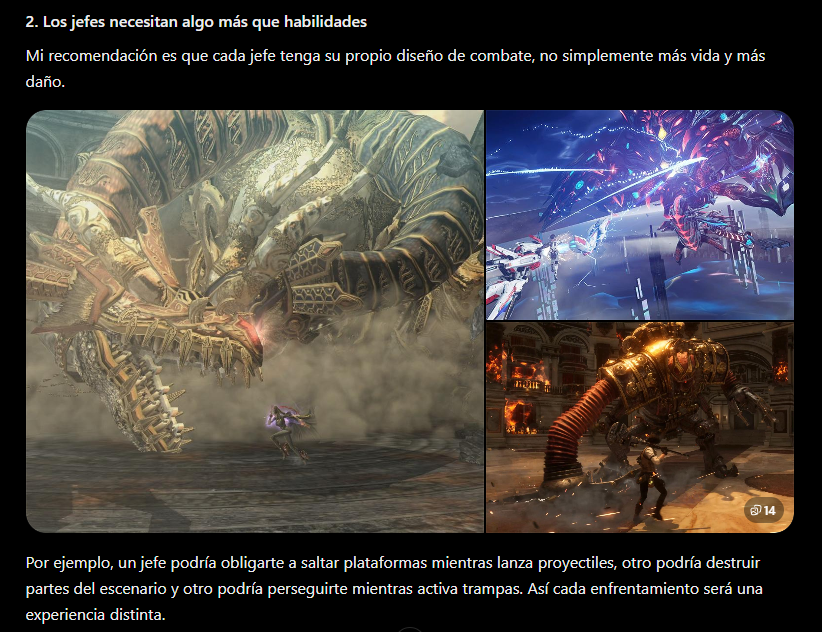 2. Los jefes necesitan algo más que habilidades
Mi recomendación es que cada jefe tenga su propio diseño de combate, no simplemente más vida y más
daño.
14
Por ejemplo, un jefe podría obligarte a saltar plataformas mientras lanza proyectiles, otro podría destruir
partes del escenario y otro podría perseguirte mientras activa trampas. Así cada enfrentamiento será una
experiencia distinta.